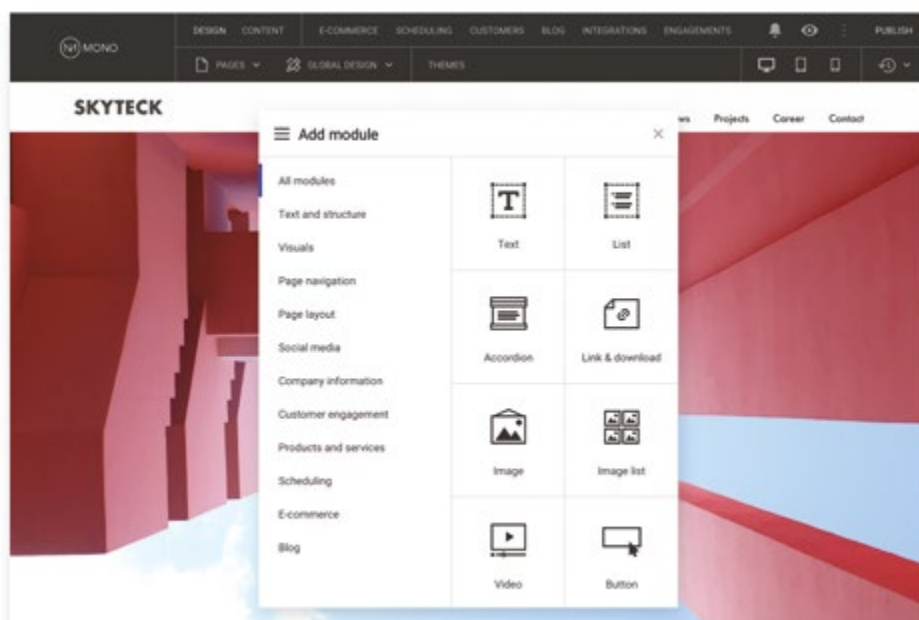 MONO
DESIGN CONTENT E-COMMERCE SCHEDULING CUSTOMERS BLOG INTEGRATIONS ENGAGEMENTS PUBLISH
PAGES GLOBAL DESIGN THEMES
SKYTECK
Projects Career Contact
Add module
All modules
Text and structure
Visuals
Page navigation
Page layout
Social media
Company information
Customer engagement
Products and services
Scheduling
E-commerce
Blog
Text List
Accordion Link & download
Image Image list
Video Button